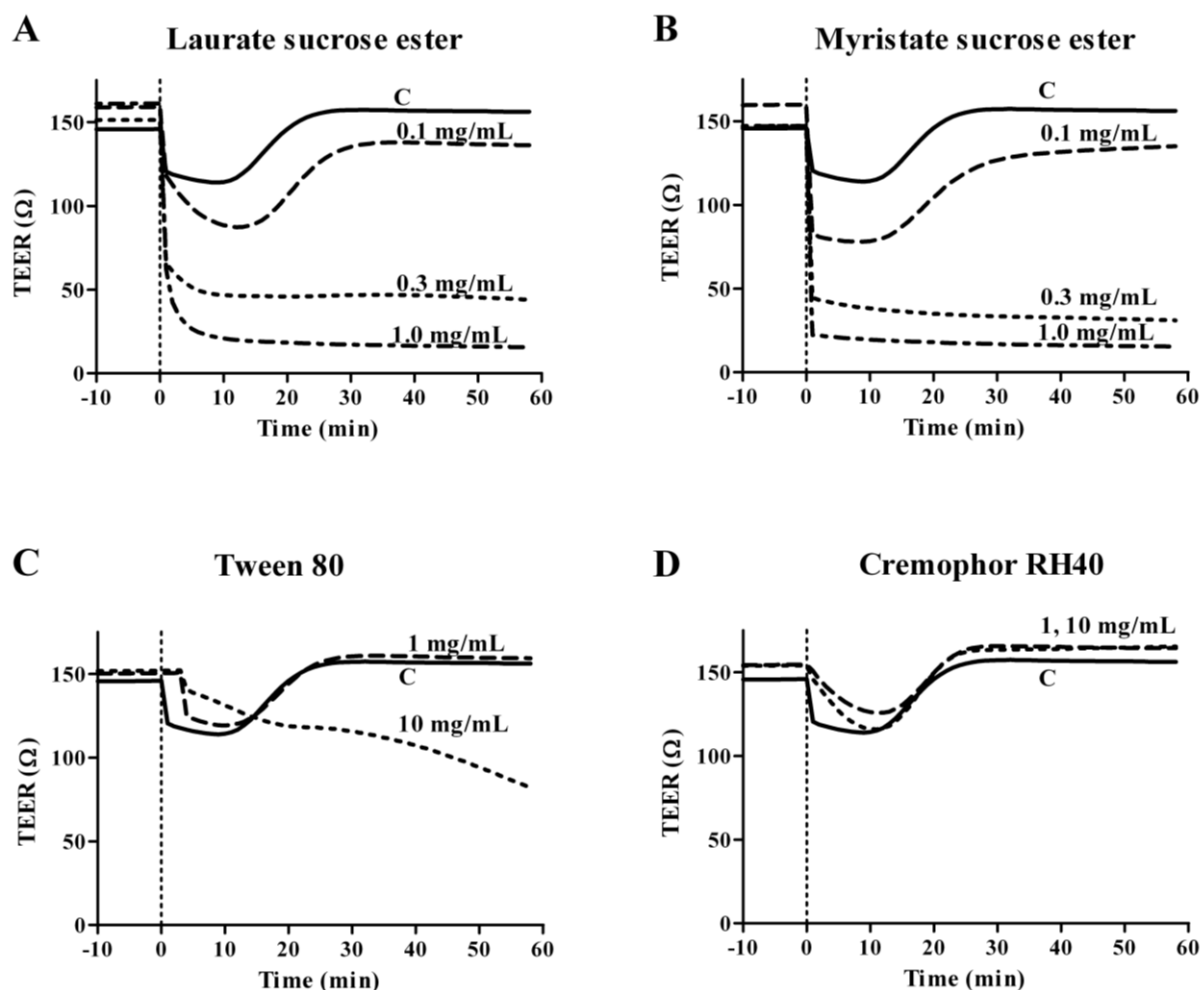 A
Laurate sucrose ester
TEER (Ω)
150
100
50
0
C
0.1 mg/mL
0.3 mg/mL
1.0 mg/mL
-10 0 10 20 30 40 50 60
Time (min)
B
Myristate sucrose ester
TEER (Ω)
150
100
50
0
C
0.1 mg/mL
0.3 mg/mL
1.0 mg/mL
-10 0 10 20 30 40 50 60
Time (min)
C
Tween 80
TEER (Ω)
150
100
50
0
1 mg/mL
C
10 mg/mL
-10 0 10 20 30 40 50 60
Time (min)
D
Cremophor RH40
TEER (Ω)
150
100
50
0
1, 10 mg/mL
C
-10 0 10 20 30 40 50 60
Time (min)